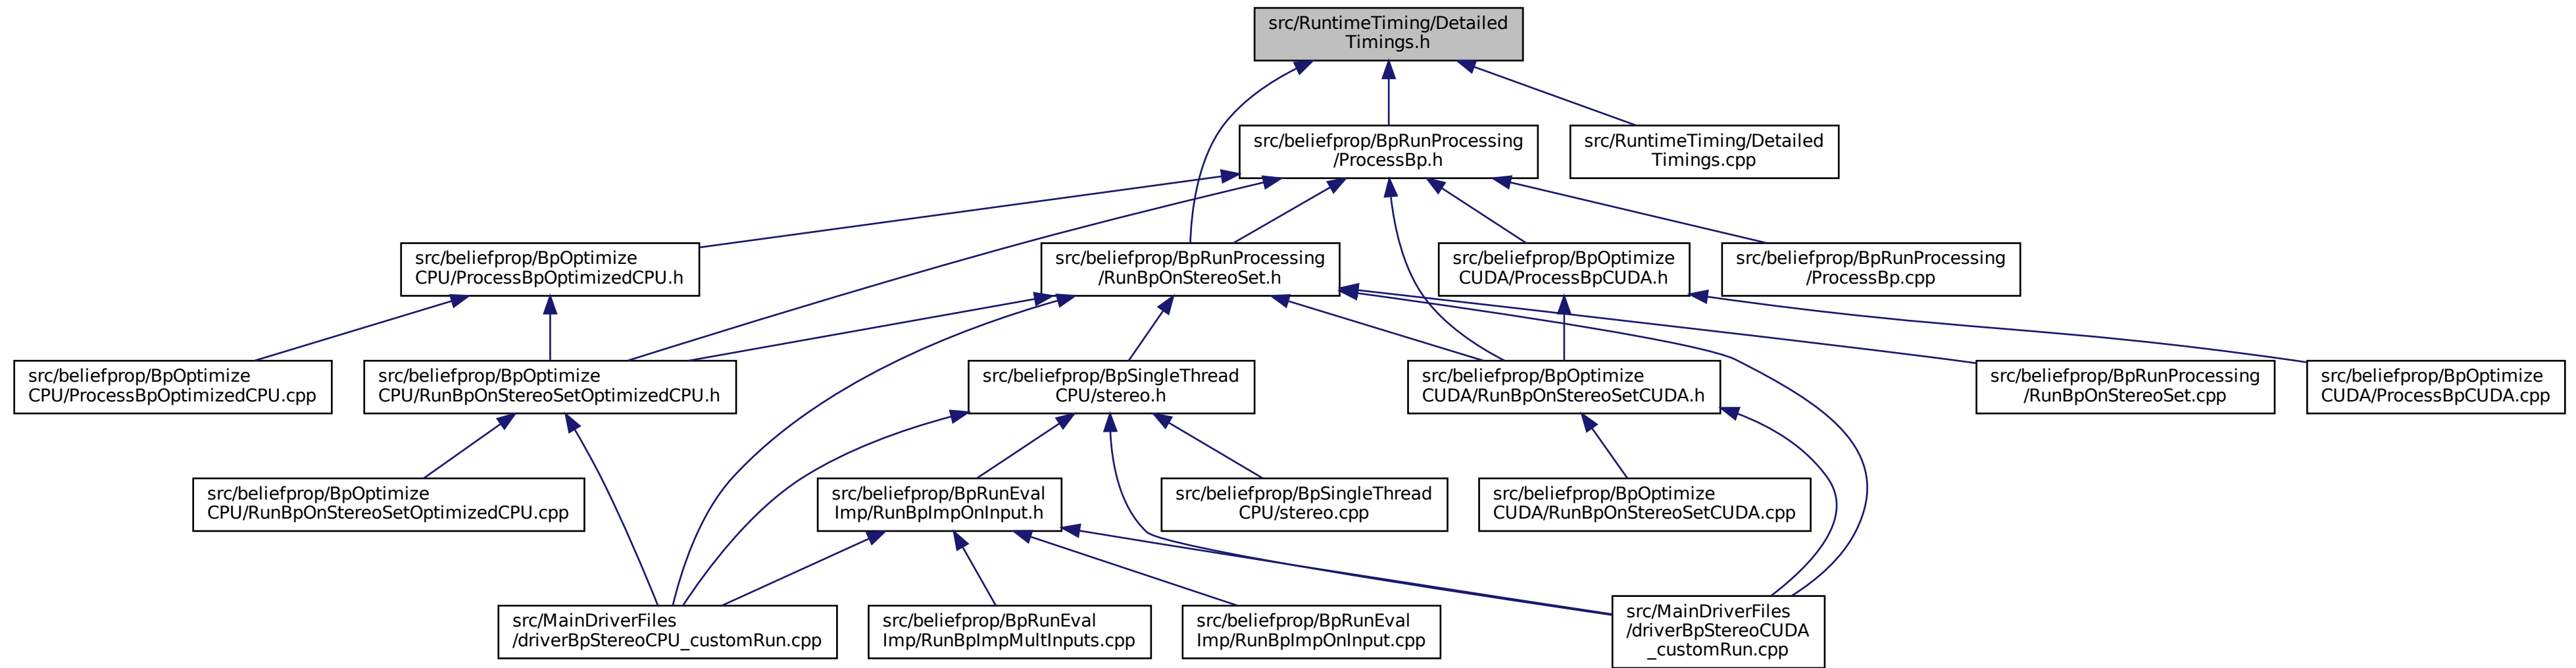 src/RuntimeTiming/Detailed
Timings.h
src/beliefprop/BpRunProcessing
/ProcessBp.h
src/RuntimeTiming/Detailed
Timings.cpp
src/beliefprop/BpOptimize
CPU/ProcessBpOptimizedCPU.h
src/beliefprop/BpRunProcessing
/RunBpOnStereoSet.h
src/beliefprop/BpOptimize
CUDA/ProcessBpCUDA.h
src/beliefprop/BpRunProcessing
/ProcessBp.cpp
src/beliefprop/BpOptimize
CPU/ProcessBpOptimizedCPU.cpp
src/beliefprop/BpOptimize
CPU/RunBpOnStereoSetOptimizedCPU.h
src/beliefprop/BpSingleThread
CPU/stereo.h
src/beliefprop/BpOptimize
CUDA/RunBpOnStereoSetCUDA.h
src/beliefprop/BpRunProcessing
/RunBpOnStereoSet.cpp
src/beliefprop/BpOptimize
CUDA/ProcessBpCUDA.cpp
src/beliefprop/BpOptimize
CPU/RunBpOnStereoSetOptimizedCPU.cpp
src/beliefprop/BpRunEval
Imp/RunBpImpOnInput.h
src/beliefprop/BpSingleThread
CPU/stereo.cpp
src/beliefprop/BpOptimize
CUDA/RunBpOnStereoSetCUDA.cpp
src/MainDriverFiles
/driverBpStereoCPU_customRun.cpp
src/beliefprop/BpRunEval
Imp/RunBpImpMultInputs.cpp
src/beliefprop/BpRunEval
Imp/RunBpImpOnInput.cpp
src/MainDriverFiles
/driverBpStereoCUDA
_customRun.cpp